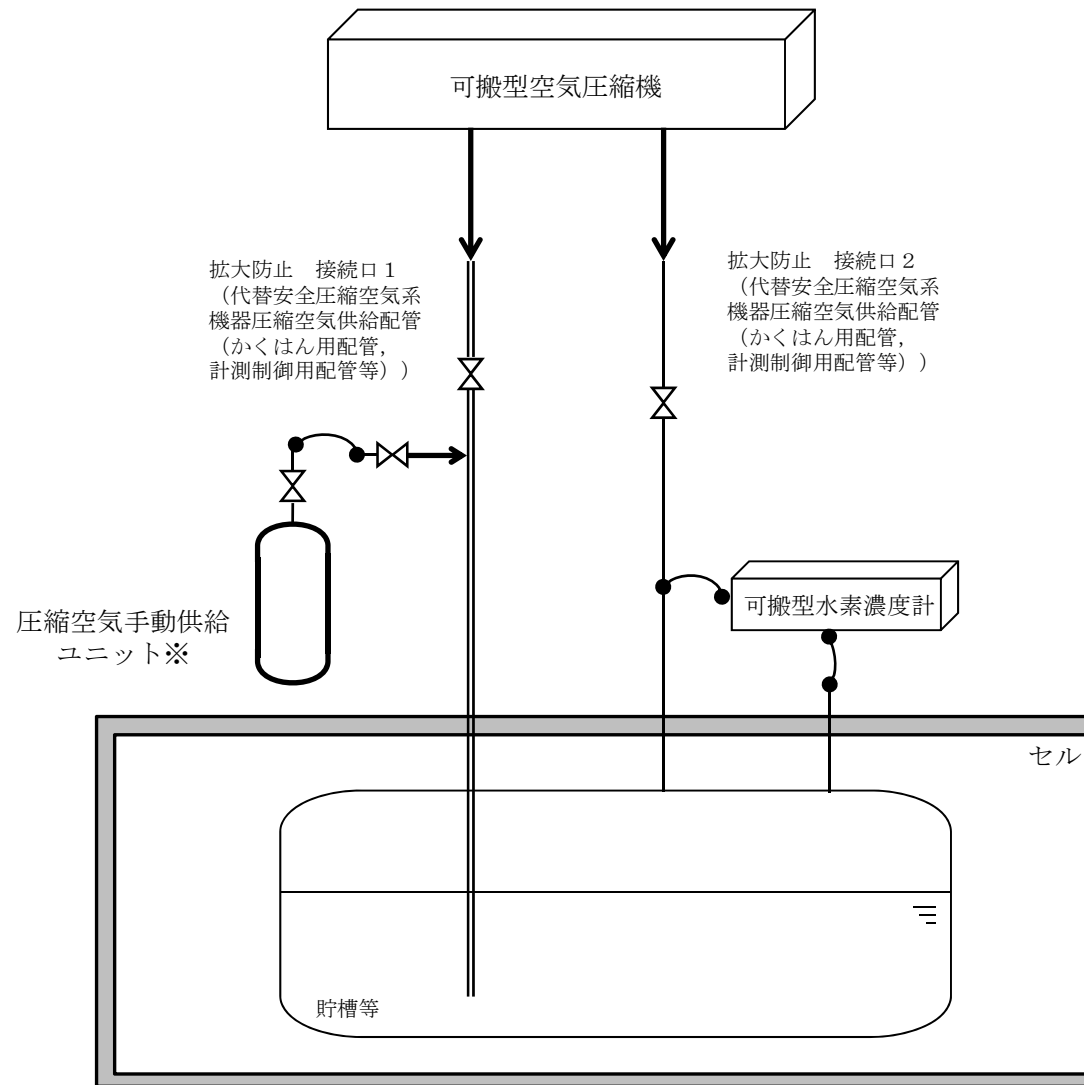 可搬型空気圧縮機
拡大防止　接続口１
（代替安全圧縮空気系
機器圧縮空気供給配管
（かくはん用配管，
計測制御用配管等））
拡大防止　接続口２
（代替安全圧縮空気系
機器圧縮空気供給配管
（かくはん用配管，
計測制御用配管等））
圧縮空気手動供給
ユニット※
可搬型水素濃度計
セル
貯槽等